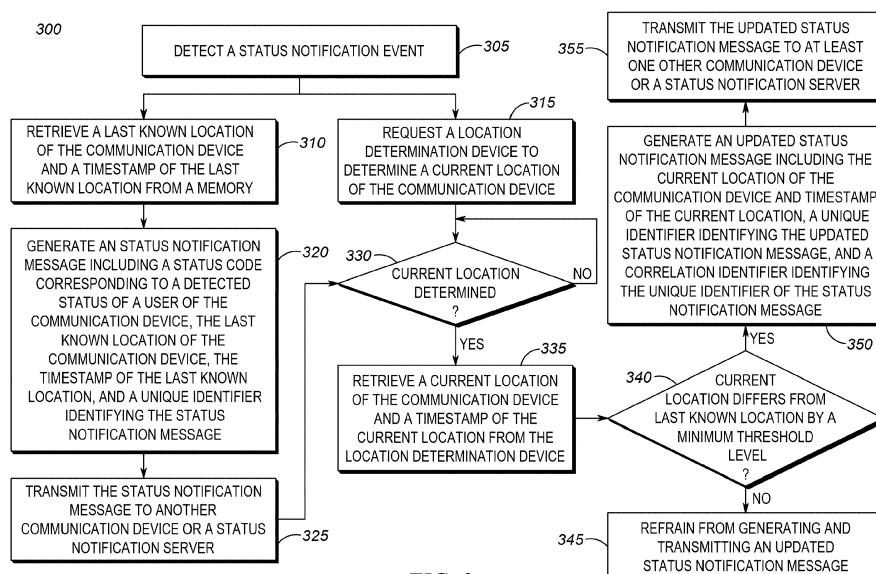 300
DETECT A STATUS NOTIFICATION EVENT
305
RETRIEVE A LAST KNOWN LOCATION
OF THE COMMUNICATION DEVICE
AND A TIMESTAMP OF THE LAST
KNOWN LOCATION FROM A MEMORY
310
REQUEST A LOCATION
DETERMINATION DEVICE TO
DETERMINE A CURRENT LOCATION
OF THE COMMUNICATION DEVICE
315
GENERATE AN STATUS NOTIFICATION
MESSAGE INCLUDING A STATUS CODE
CORRESPONDING TO A DETECTED
STATUS OF A USER OF THE
COMMUNICATION DEVICE, THE LAST
KNOWN LOCATION OF THE
COMMUNICATION DEVICE, THE
TIMESTAMP OF THE LAST KNOWN
LOCATION, AND A UNIQUE IDENTIFIER
IDENTIFYING THE STATUS
NOTIFICATION MESSAGE
320
TRANSMIT THE STATUS NOTIFICATION
MESSAGE TO ANOTHER
COMMUNICATION DEVICE OR A STATUS
NOTIFICATION SERVER
325
330
CURRENT LOCATION
DETERMINED
?
NO
YES
335
RETRIEVE A CURRENT LOCATION
OF THE COMMUNICATION DEVICE
AND A TIMESTAMP OF THE
CURRENT LOCATION FROM THE
LOCATION DETERMINATION DEVICE
340
CURRENT
LOCATION DIFFERS FROM
LAST KNOWN LOCATION BY A
MINIMUM THRESHOLD
LEVEL
?
YES
NO
345
REFRAIN FROM GENERATING AND
TRANSMITTING AN UPDATED
STATUS NOTIFICATION MESSAGE
GENERATE AN UPDATED STATUS
NOTIFICATION MESSAGE INCLUDING THE
CURRENT LOCATION OF THE
COMMUNICATION DEVICE AND TIMESTAMP
OF THE CURRENT LOCATION, A UNIQUE
IDENTIFIER IDENTIFYING THE UPDATED
STATUS NOTIFICATION MESSAGE, AND A
CORRELATION IDENTIFIER IDENTIFYING
THE UNIQUE IDENTIFIER OF THE STATUS
NOTIFICATION MESSAGE
350
355
TRANSMIT THE UPDATED STATUS
NOTIFICATION MESSAGE TO AT LEAST
ONE OTHER COMMUNICATION DEVICE
OR A STATUS NOTIFICATION SERVER